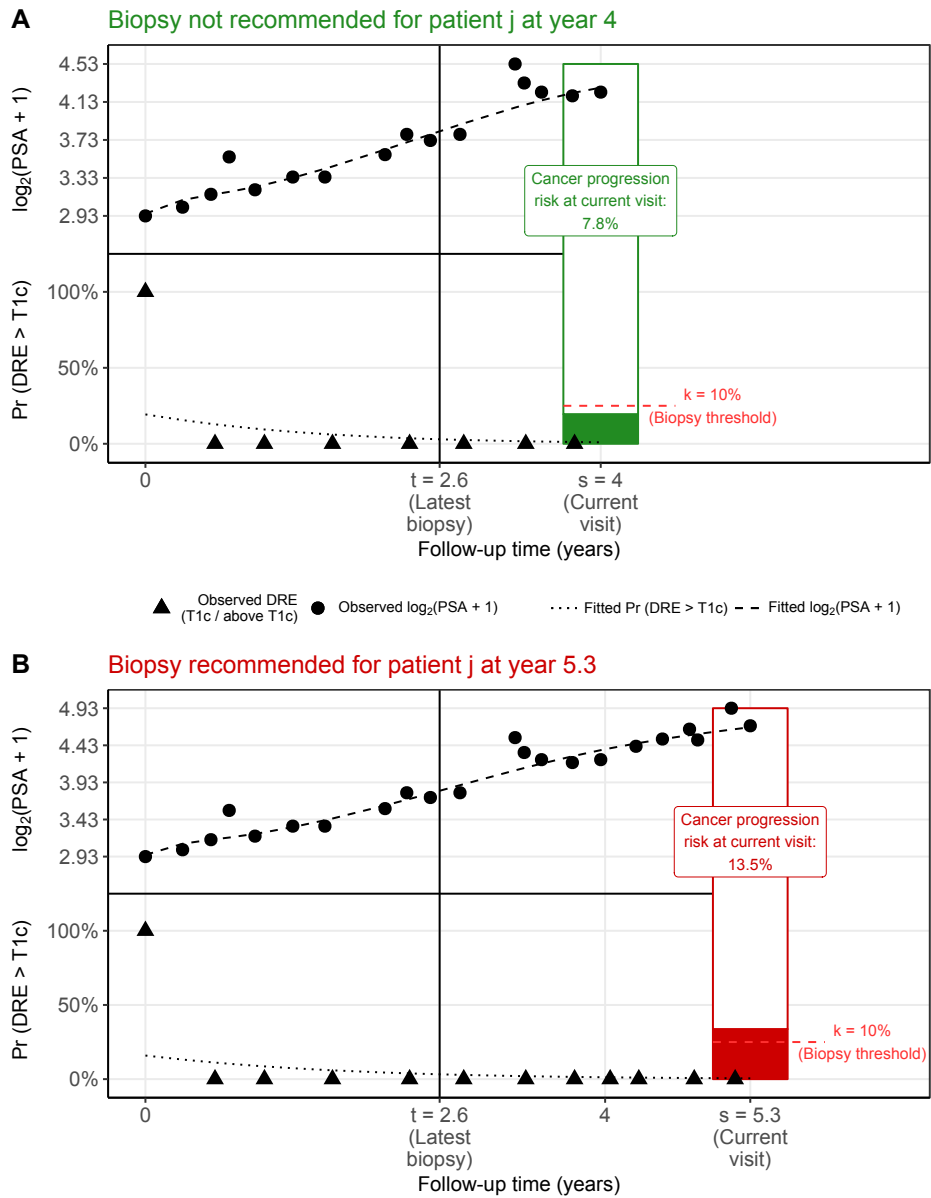 A
Biopsy not recommended for patient j at year 4
log₂(PSA + 1)
4.53
4.13
3.73
3.33
2.93
Cancer progression
risk at current visit:
7.8%
Pr (DRE > T1c)
100%
50%
0%
k = 10%
(Biopsy threshold)
0
t = 2.6
(Latest
biopsy)
s = 4
(Current
visit)
Follow-up time (years)
Observed DRE
(T1c / above T1c)
Observed log₂(PSA + 1)
Fitted Pr (DRE > T1c)
Fitted log₂(PSA + 1)
B
Biopsy recommended for patient j at year 5.3
log₂(PSA + 1)
4.93
4.43
3.93
3.43
2.93
Cancer progression
risk at current visit:
13.5%
Pr (DRE > T1c)
100%
50%
0%
k = 10%
(Biopsy threshold)
0
t = 2.6
(Latest
biopsy)
4
s = 5.3
(Current
visit)
Follow-up time (years)